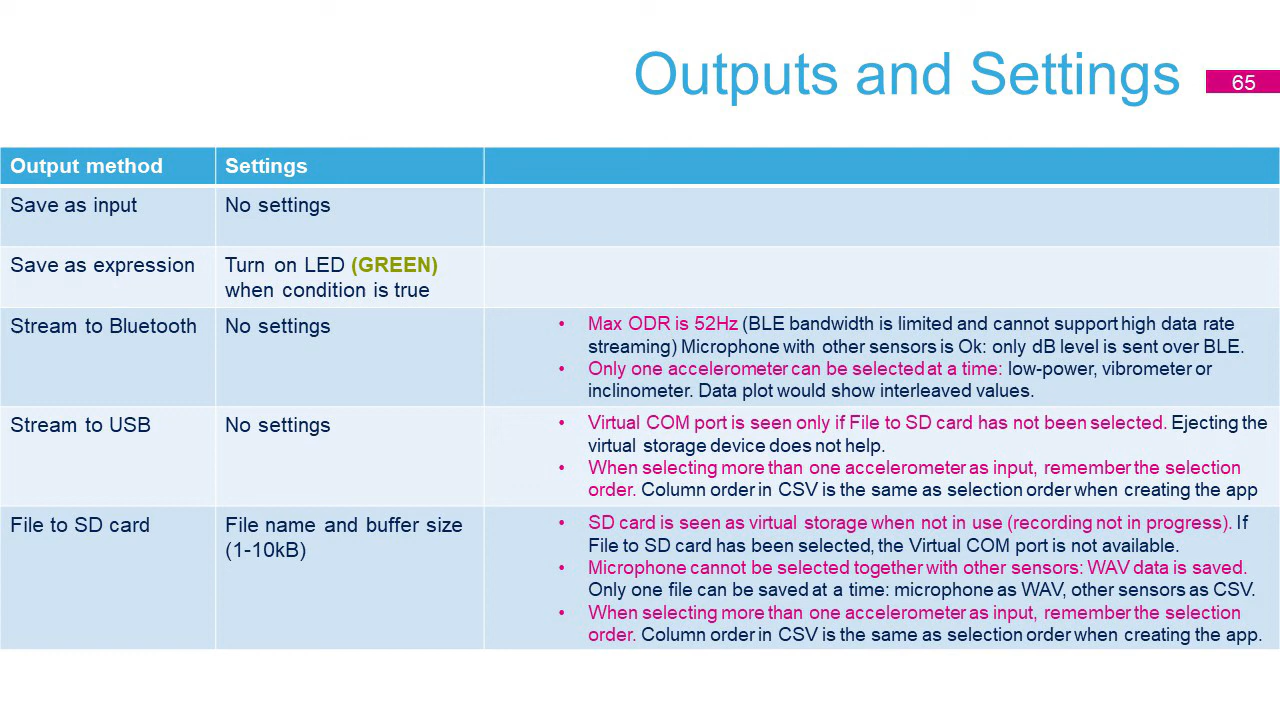 Outputs and Settings
65
Output method
Settings
Save as input
No settings
Save as expression
Turn on LED (GREEN)
when condition is true
Stream to Bluetooth
No settings
• Max ODR is 52Hz (BLE bandwidth is limited and cannot support high data rate
streaming) Microphone with other sensors is Ok: only dB level is sent over BLE.
• Only one accelerometer can be selected at a time: low-power, vibrometer or
inclinometer. Data plot would show interleaved values.
Stream to USB
No settings
• Virtual COM port is seen only if File to SD card has not been selected. Ejecting the
virtual storage device does not help.
• When selecting more than one accelerometer as input, remember the selection
order. Column order in CSV is the same as selection order when creating the app
File to SD card
File name and buffer size
(1-10kB)
• SD card is seen as virtual storage when not in use (recording not in progress). If
File to SD card has been selected, the Virtual COM port is not available.
• Microphone cannot be selected together with other sensors: WAV data is saved.
Only one file can be saved at a time: microphone as WAV, other sensors as CSV.
• When selecting more than one accelerometer as input, remember the selection
order. Column order in CSV is the same as selection order when creating the app.